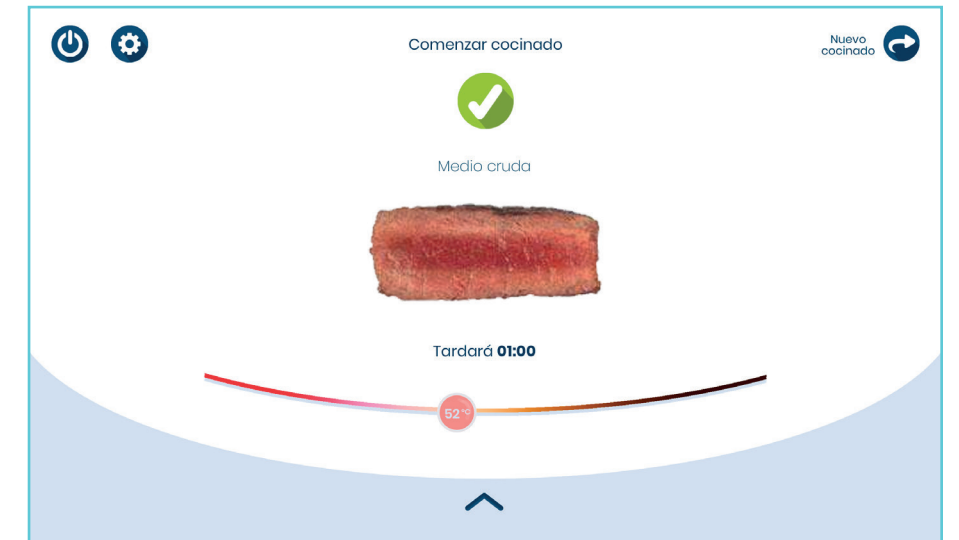 Comenzar cocinado
Nuevo
cocinado
Medio cruda
Tardará 01:00
52 °C